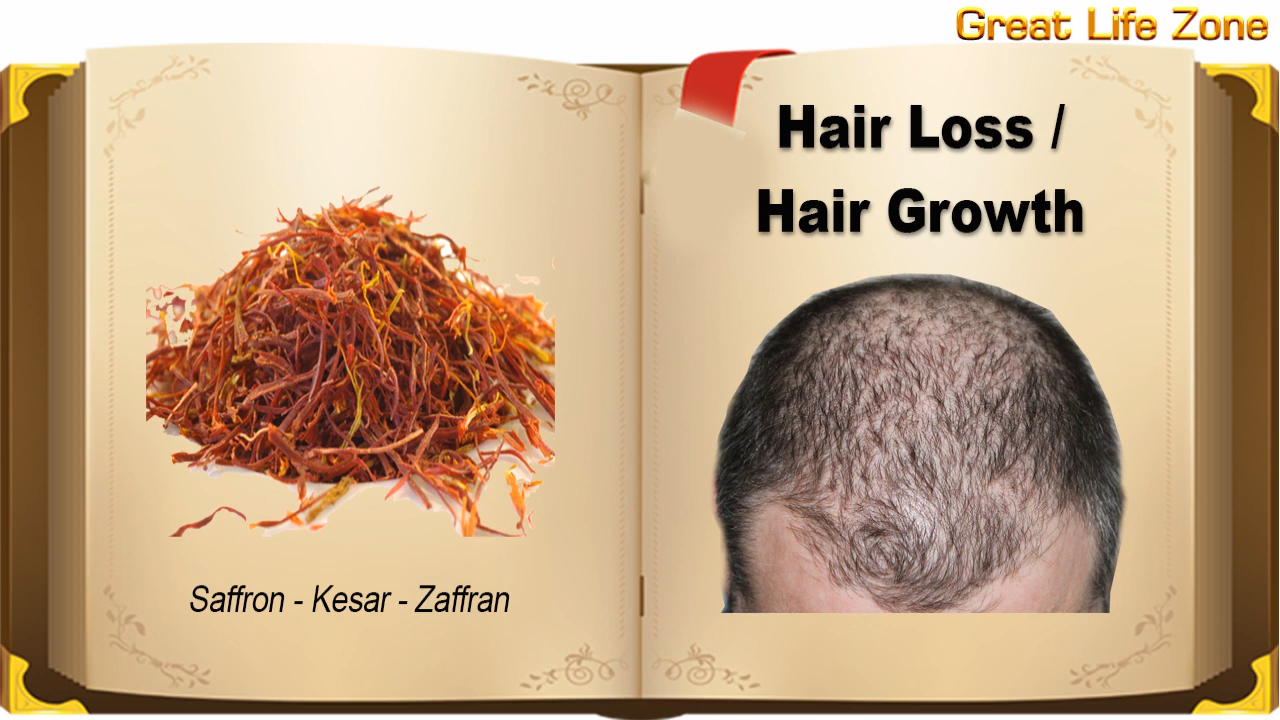 Great Life Zone
Hair Loss /
Hair Growth
Saffron - Kesar - Zaffran